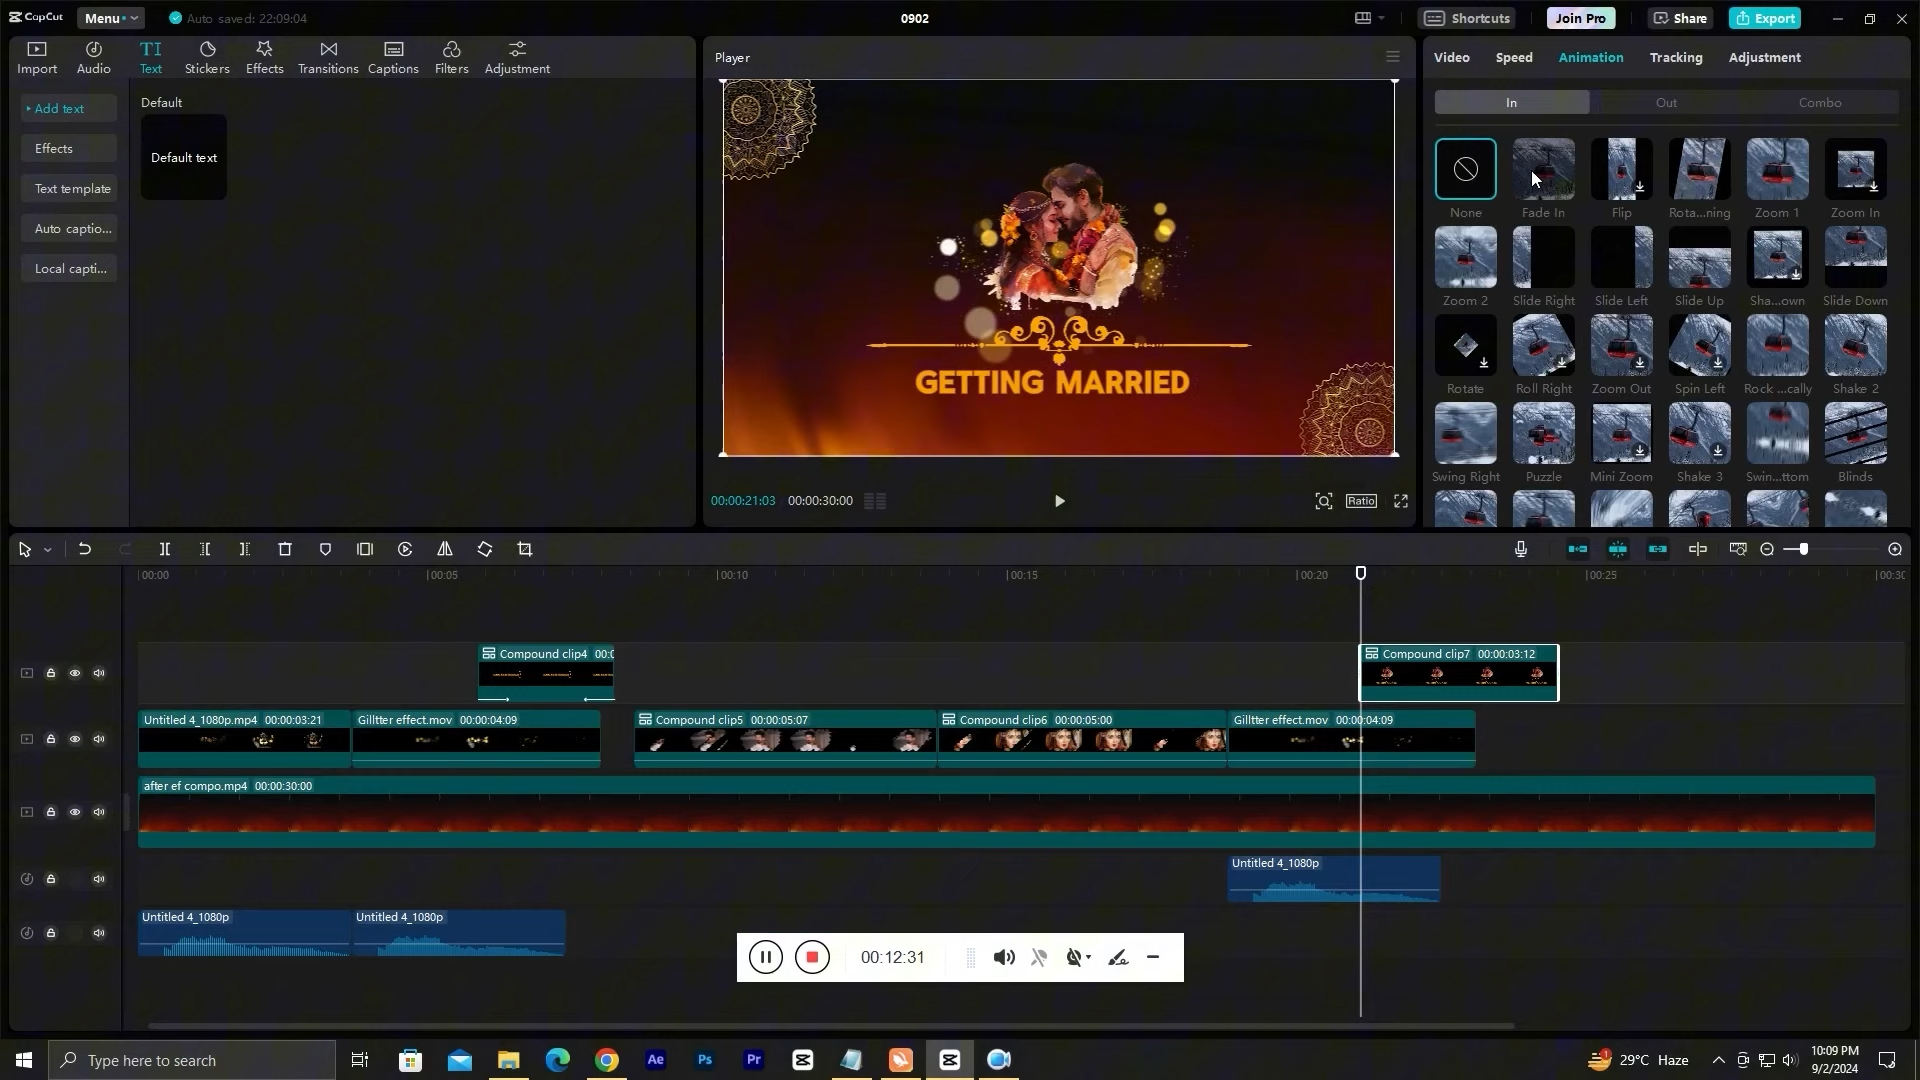 CapCut
Menu
Auto saved: 22:09:04
0902
Shortcuts
Join Pro
Share
Export
Import
Audio
TI
Text
Stickers
Effects
Transitions
Captions
Filters
Adjustment
Add text
Effects
Text template
Auto captio...
Local capti...
Default
Default text
Player
GETTING MARRIED
00:00:21:03
00:00:30:00
Ratio
Video
Speed
Animation
Tracking
Adjustment
In
Out
Combo
None
Fade In
Flip
Rota...ning
Zoom 1
Zoom In
Zoom 2
Slide Right
Slide Left
Slide Up
Sha...own
Slide Down
Rotate
Roll Right
Zoom Out
Spin Left
Rock ...cally
Shake 2
Swing Right
Puzzle
Mini Zoom
Shake 3
Swin...ttom
Blinds
00:00
00:05
00:10
00:15
00:20
00:25
00:30
Compound clip4 00:0
Compound clip7 00:00:03:12
Untitled 4_1080p.mp4 00:00:03:21
Gilltter effect.mov 00:00:04:09
Compound clip5 00:00:05:07
Compound clip6 00:00:05:00
Gilltter effect.mov 00:00:04:09
after ef compo.mp4 00:00:30:00
Untitled 4_1080p
Untitled 4_1080p
Untitled 4_1080p
00:12:31
Type here to search
Ae
Ps
Pr
1
29°C Haze
10:09 PM
9/2/2024